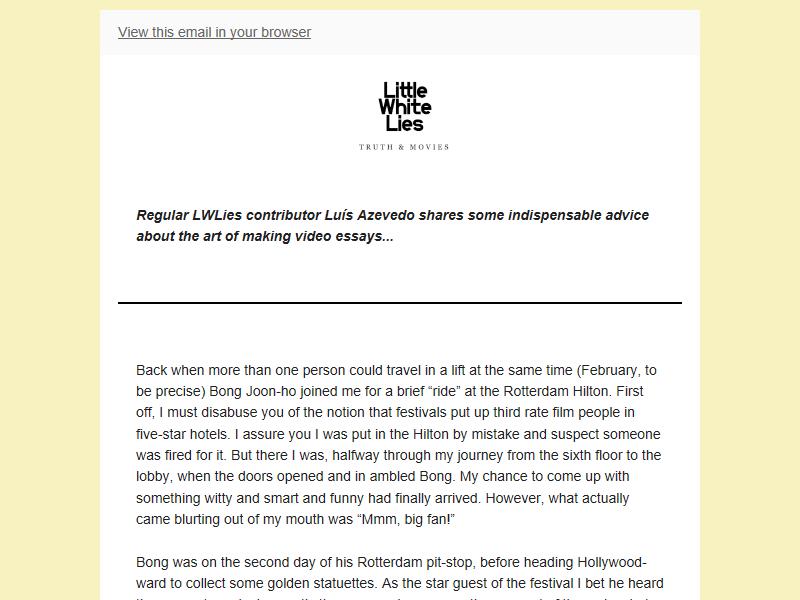 View this email in your browser
Little
White
Lies
TRUTH & MOVIES
Regular LWLies contributor Luís Azevedo shares some indispensable advice
about the art of making video essays...
Back when more than one person could travel in a lift at the same time (February, to
be precise) Bong Joon-ho joined me for a brief “ride” at the Rotterdam Hilton. First
off, I must disabuse you of the notion that festivals put up third rate film people in
five-star hotels. I assure you I was put in the Hilton by mistake and suspect someone
was fired for it. But there I was, halfway through my journey from the sixth floor to the
lobby, when the doors opened and in ambled Bong. My chance to come up with
something witty and smart and funny had finally arrived. However, what actually
came blurting out of my mouth was “Mmm, big fan!”
Bong was on the second day of his Rotterdam pit-stop, before heading Hollywood-
ward to collect some golden statuettes. As the star guest of the festival I bet he heard